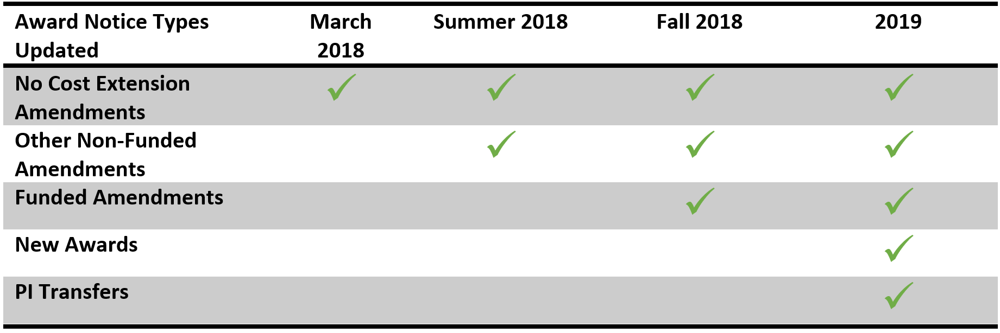 Award Notice Types Updated March 2018 Summer 2018 Fall 2018 2019
No Cost Extension Amendments ✓ ✓ ✓ ✓
Other Non-Funded Amendments ✓ ✓ ✓
Funded Amendments ✓ ✓
New Awards ✓
PI Transfers ✓